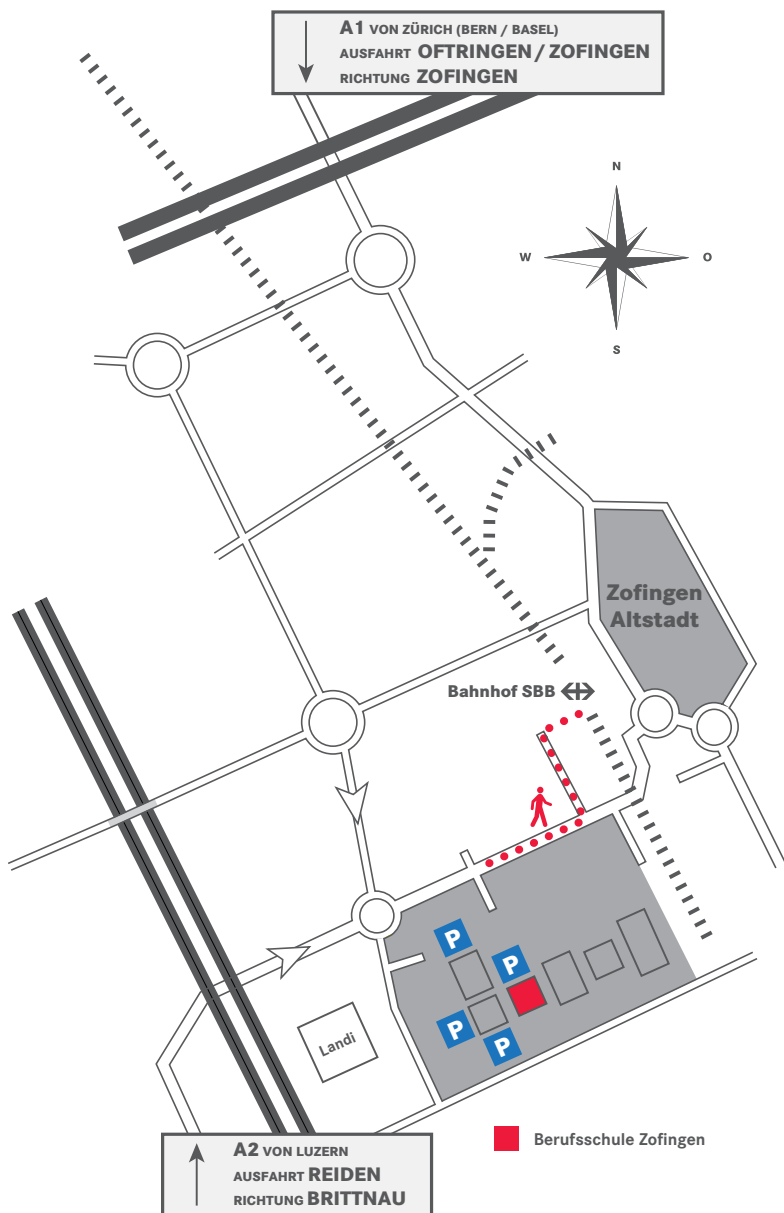 A1 VON ZÜRICH (BERN / BASEL)
AUSFAHRT OFTRINGEN / ZOFINGEN
RICHTUNG ZOFINGEN
N
W
O
S
Zofingen
Altstadt
Bahnhof SBB
P
P
P
P
Landi
Berufsschule Zofingen
A2 VON LUZERN
AUSFAHRT REIDEN
RICHTUNG BRITTNAU